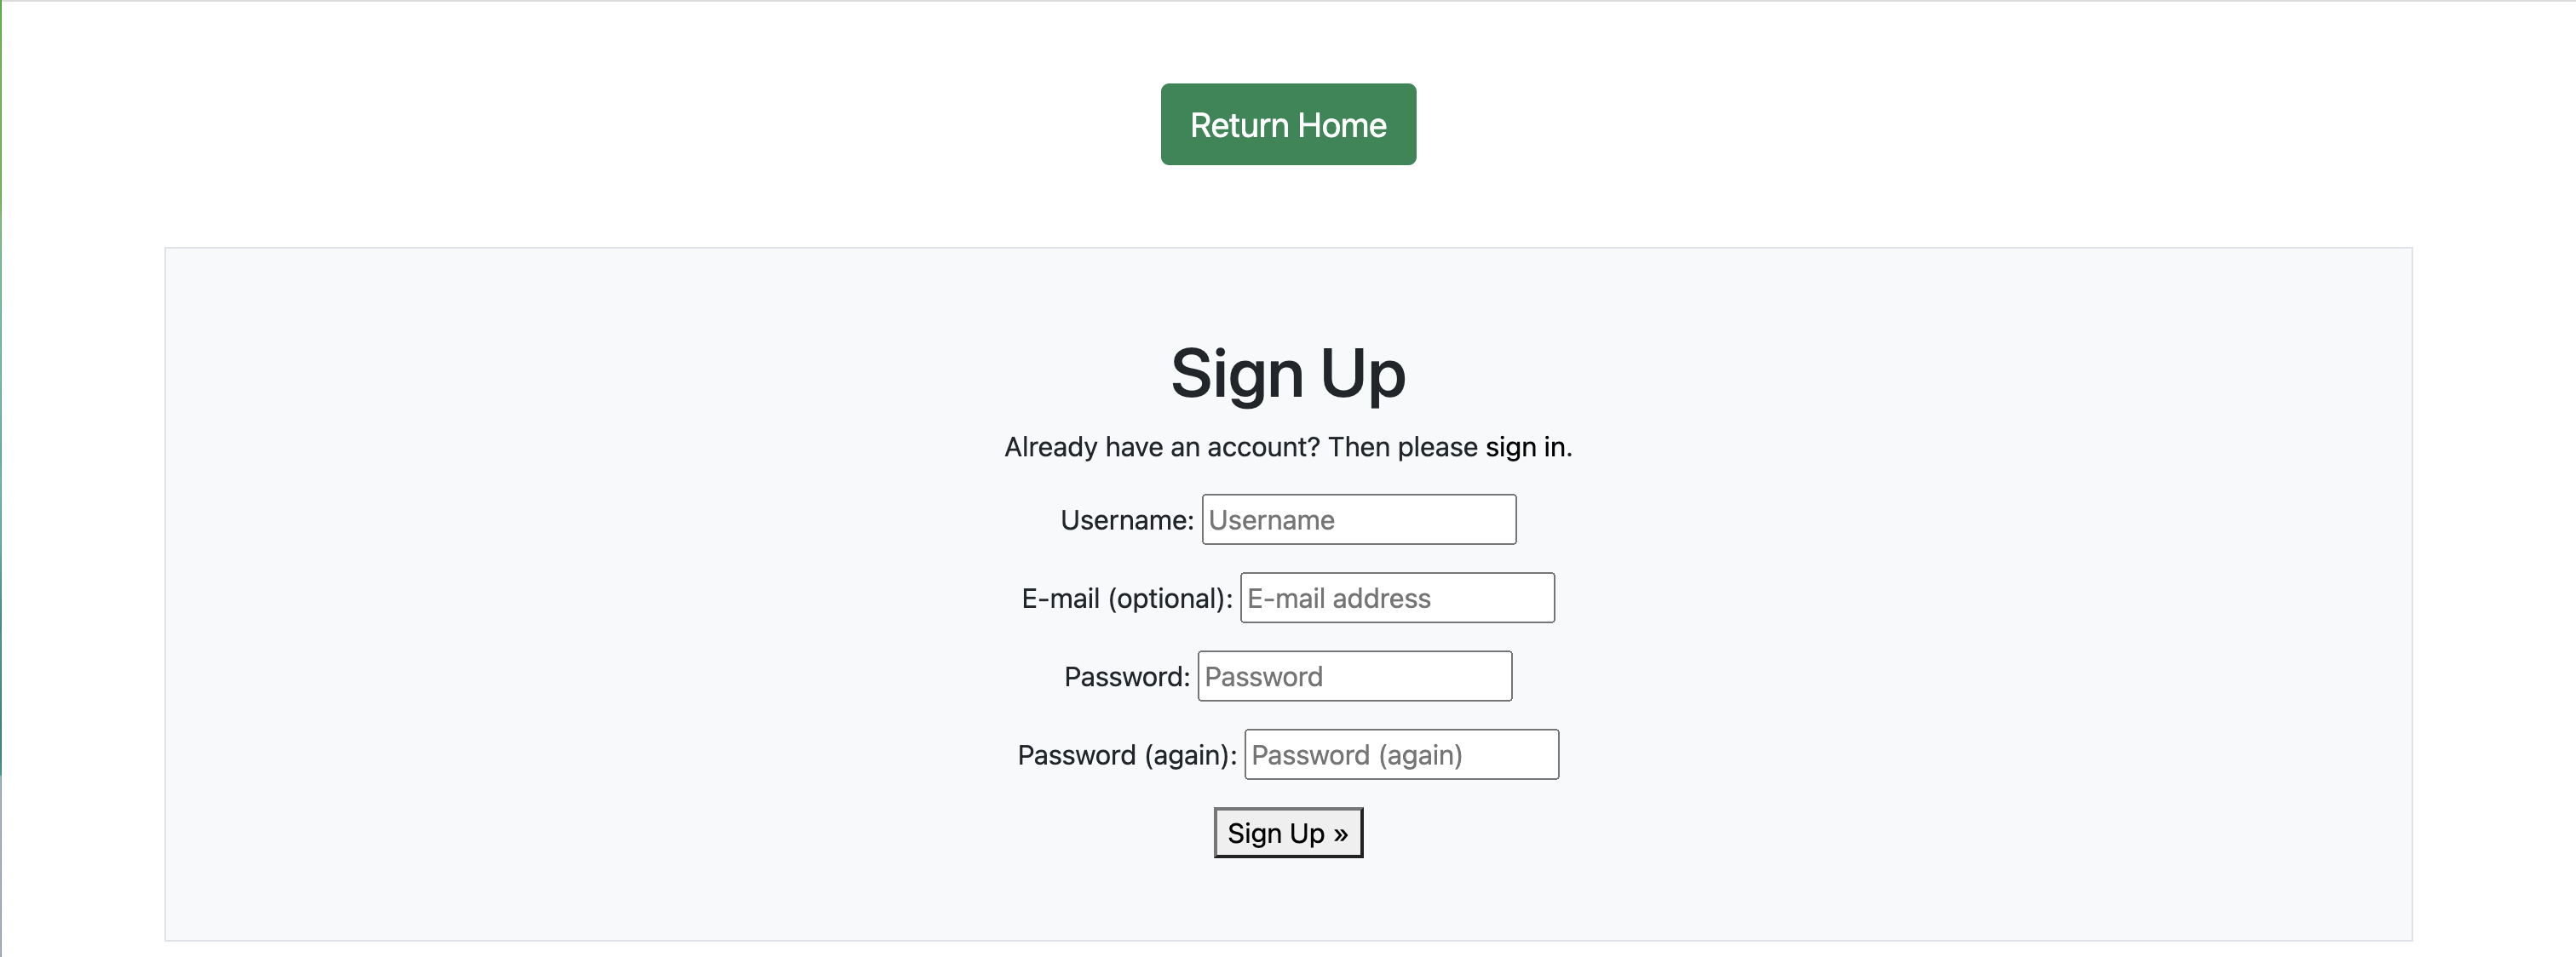 Return Home
Sign Up
Already have an account? Then please sign in.
Username: Username
E-mail (optional): E-mail address
Password: Password
Password (again): Password (again)
Sign Up »